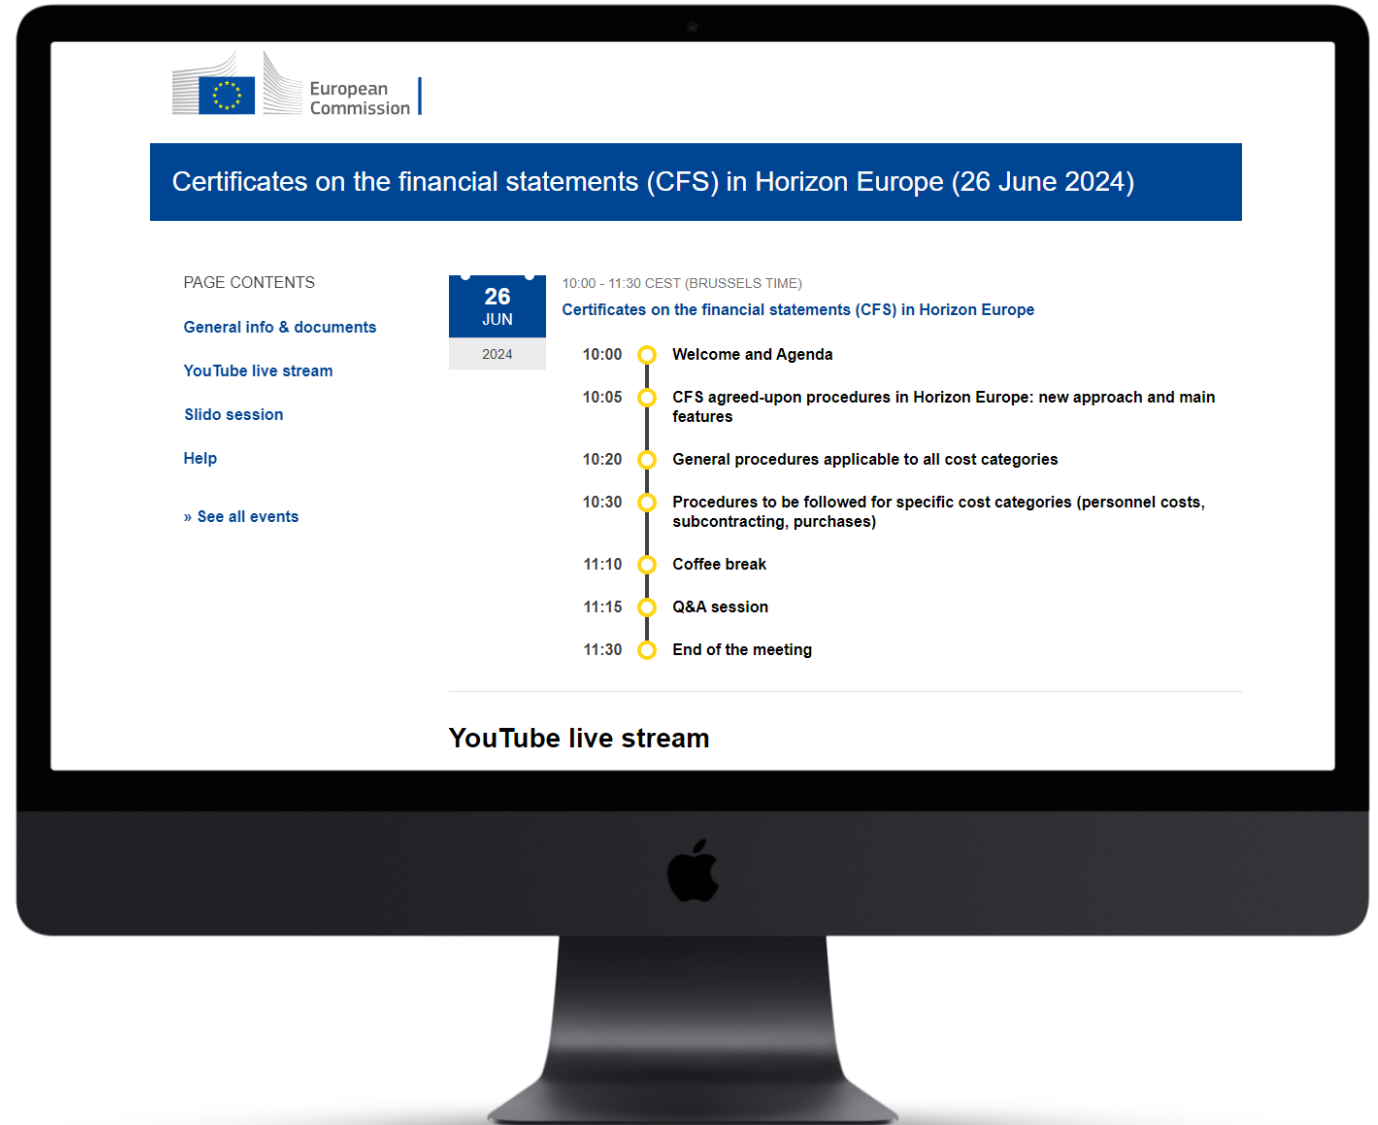 European
Commission
Certificates on the financial statements (CFS) in Horizon Europe (26 June 2024)
PAGE CONTENTS
General info & documents
YouTube live stream
Slido session
Help
» See all events
26
JUN
2024
10:00 - 11:30 CEST (BRUSSELS TIME)
Certificates on the financial statements (CFS) in Horizon Europe
10:00 Welcome and Agenda
10:05 CFS agreed-upon procedures in Horizon Europe: new approach and main
features
10:20 General procedures applicable to all cost categories
10:30 Procedures to be followed for specific cost categories (personnel costs,
subcontracting, purchases)
11:10 Coffee break
11:15 Q&A session
11:30 End of the meeting
YouTube live stream